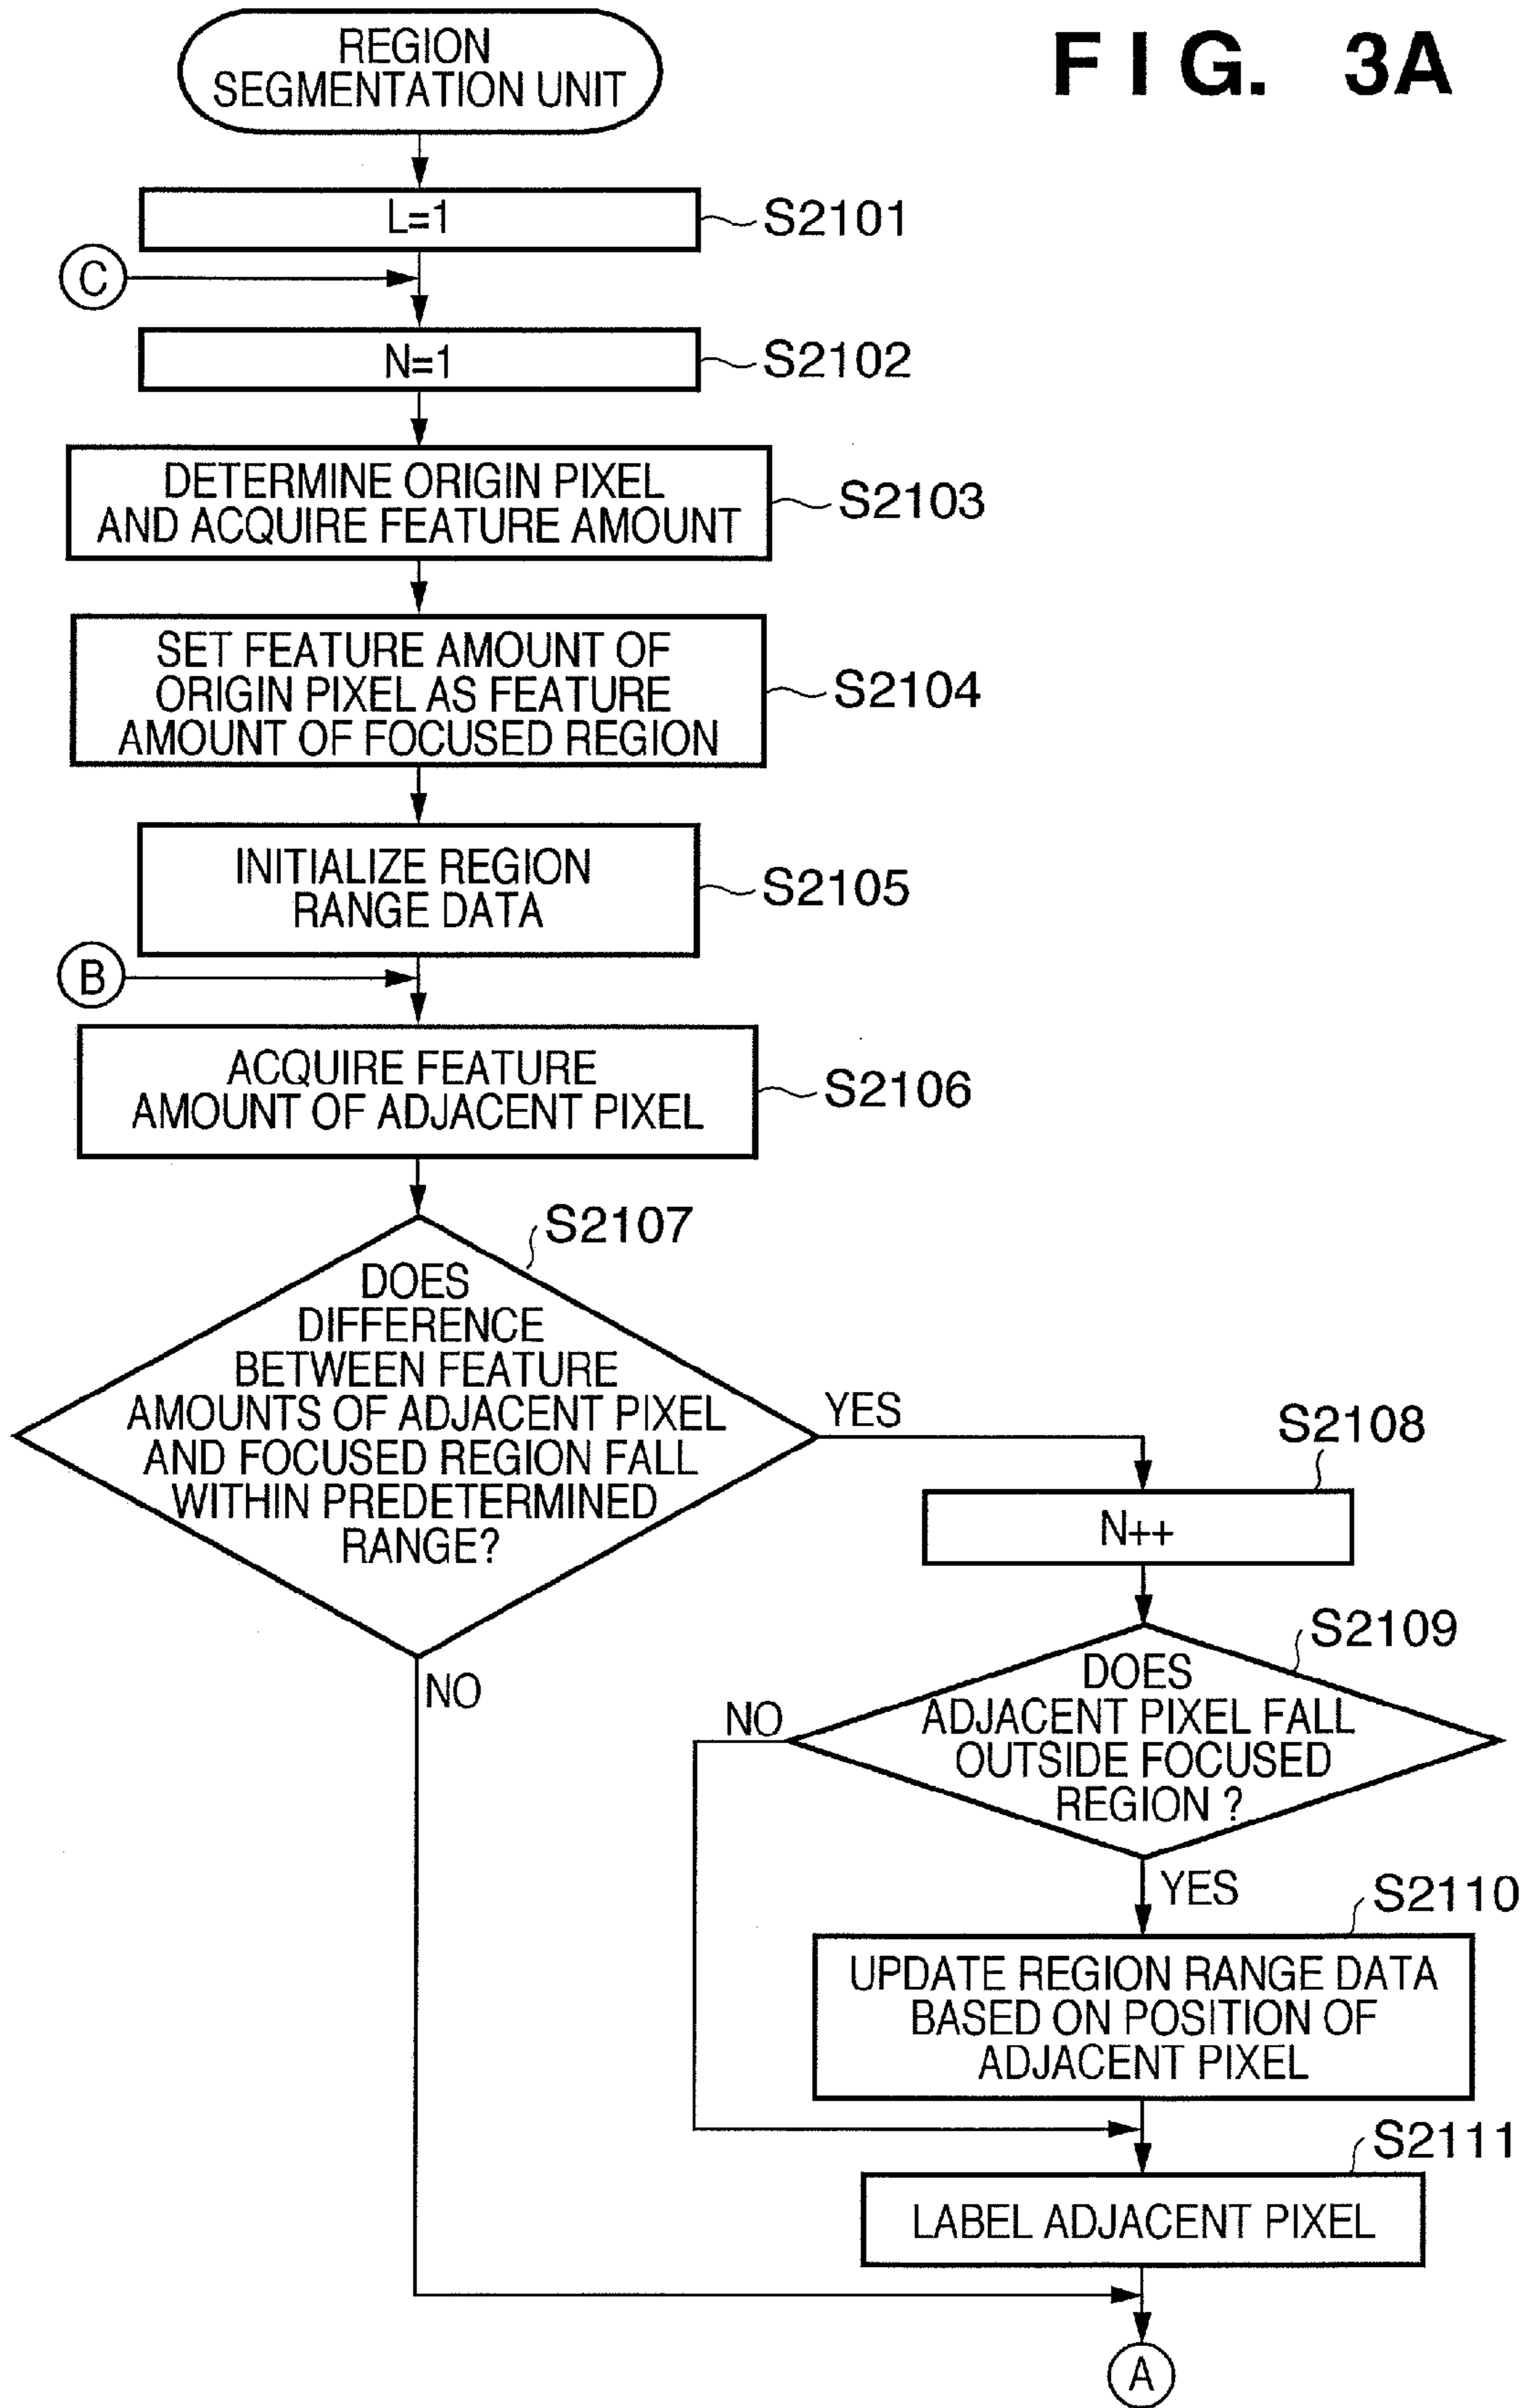 FIG. 3A
REGION
SEGMENTATION UNIT
L=1
S2101
C
N=1
S2102
DETERMINE ORIGIN PIXEL
AND ACQUIRE FEATURE AMOUNT
S2103
SET FEATURE AMOUNT OF
ORIGIN PIXEL AS FEATURE
AMOUNT OF FOCUSED REGION
S2104
INITIALIZE REGION
RANGE DATA
S2105
B
ACQUIRE FEATURE
AMOUNT OF ADJACENT PIXEL
S2106
S2107
DOES
DIFFERENCE
BETWEEN FEATURE
AMOUNTS OF ADJACENT PIXEL
AND FOCUSED REGION FALL
WITHIN PREDETERMINED
RANGE?
YES
NO
S2108
N++
S2109
DOES
ADJACENT PIXEL FALL
OUTSIDE FOCUSED
REGION ?
NO
YES
S2110
UPDATE REGION RANGE DATA
BASED ON POSITION OF
ADJACENT PIXEL
S2111
LABEL ADJACENT PIXEL
A